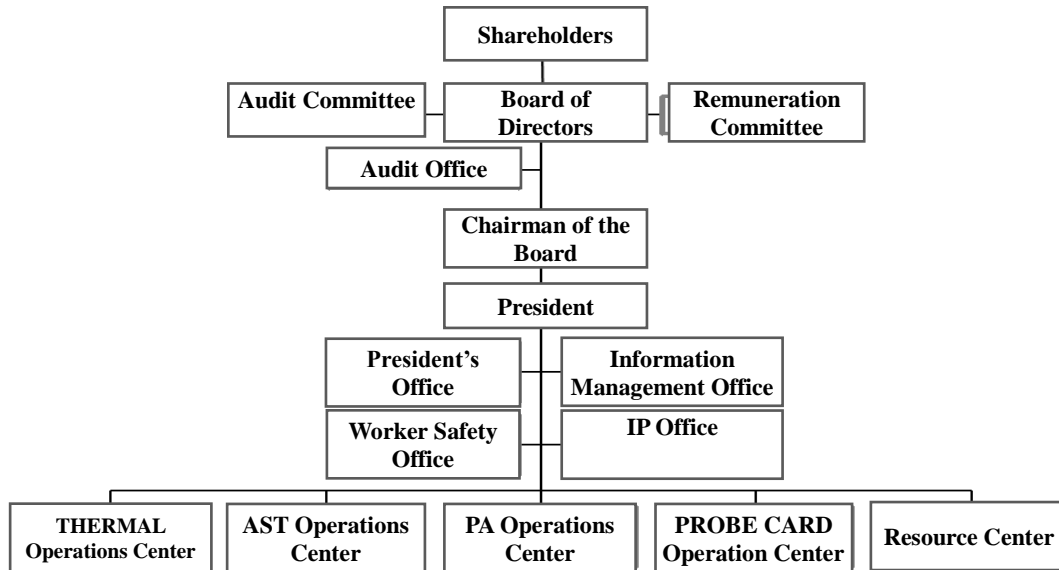 Shareholders
Audit Committee
Board of
Directors
Remuneration
Committee
Audit Office
Chairman of the
Board
President
President’s
Office
Information
Management Office
Worker Safety
Office
IP Office
THERMAL
Operations Center
AST Operations
Center
PA Operations
Center
PROBE CARD
Operation Center
Resource Center